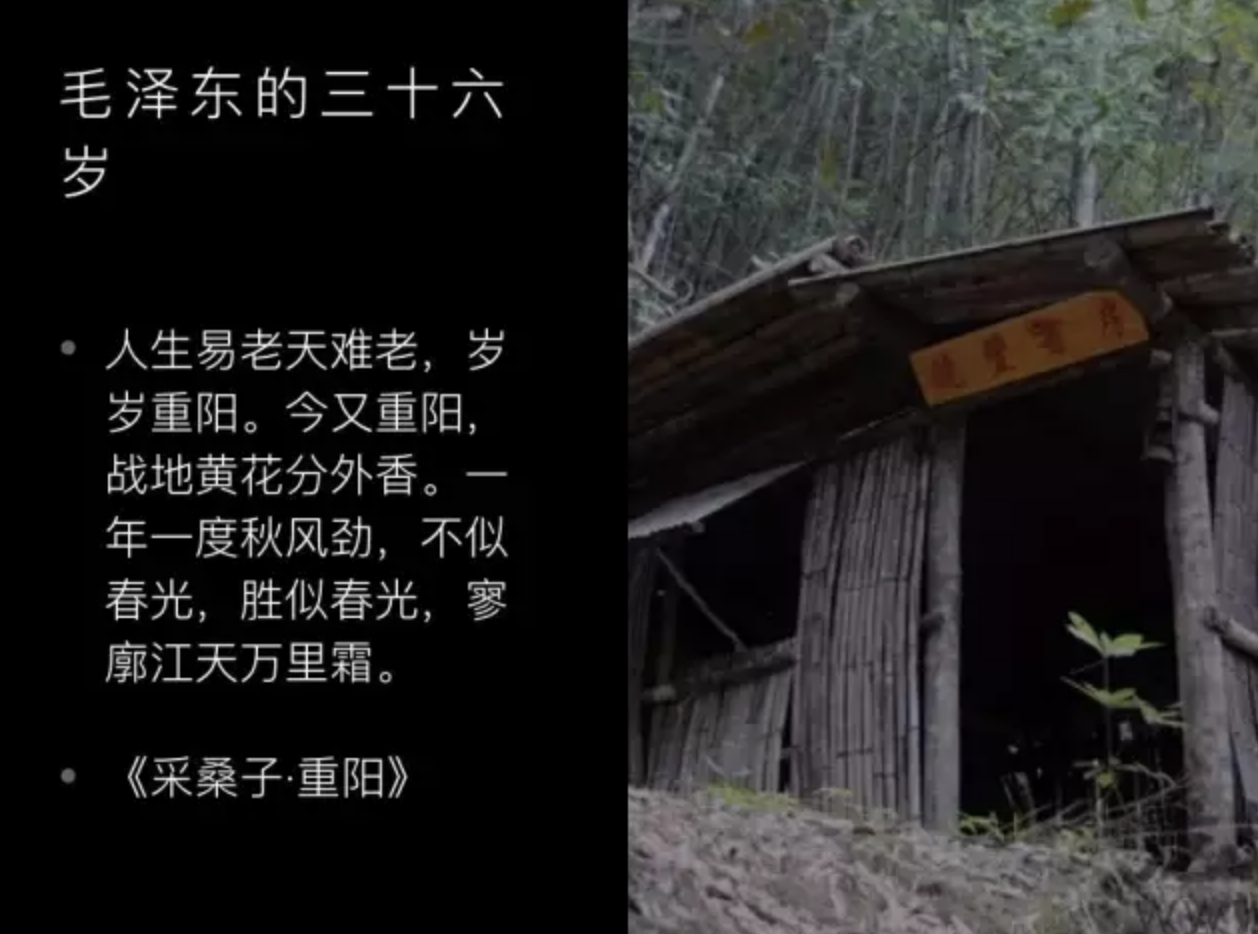 毛泽东的三十六
岁
人生易老天难老，岁
岁重阳。今又重阳，
战地黄花分外香。一
年一度秋风劲，不似
春光，胜似春光，寥
廓江天万里霜。
《采桑子·重阳》